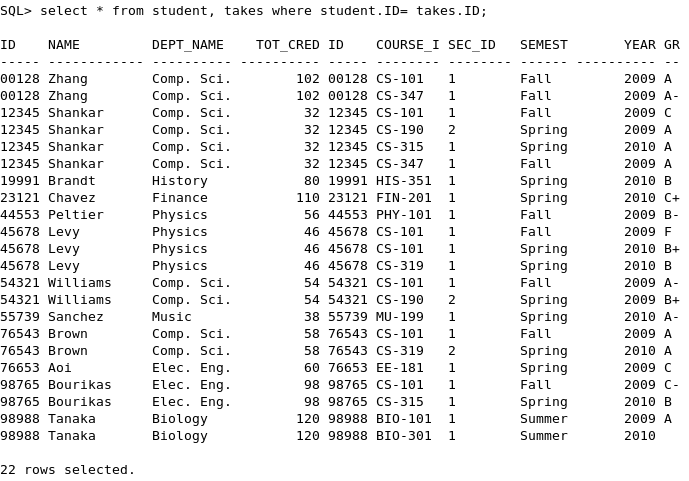 SQL> select * from student, takes where student.ID= takes.ID;
ID    NAME         DEPT_NAME    TOT_CRED ID    COURSE_I SEC_ID   SEMEST       YEAR GR
----- ------------ ---------- ---------- ----- -------- -------- ------ ---------- --
00128 Zhang        Comp. Sci.        102 00128 CS-101   1        Fall         2009 A
00128 Zhang        Comp. Sci.        102 00128 CS-347   1        Fall         2009 A-
12345 Shankar      Comp. Sci.         32 12345 CS-101   1        Fall         2009 C
12345 Shankar      Comp. Sci.         32 12345 CS-190   2        Spring       2009 A
12345 Shankar      Comp. Sci.         32 12345 CS-315   1        Spring       2010 A
12345 Shankar      Comp. Sci.         32 12345 CS-347   1        Fall         2009 A
19991 Brandt       History            80 19991 HIS-351  1        Spring       2010 B
23121 Chavez       Finance           110 23121 FIN-201  1        Spring       2010 C+
44553 Peltier      Physics            56 44553 PHY-101  1        Fall         2009 B-
45678 Levy         Physics            46 45678 CS-101   1        Fall         2009 F
45678 Levy         Physics            46 45678 CS-101   1        Spring       2010 B+
45678 Levy         Physics            46 45678 CS-319   1        Spring       2010 B
54321 Williams     Comp. Sci.         54 54321 CS-101   1        Fall         2009 A-
54321 Williams     Comp. Sci.         54 54321 CS-190   2        Spring       2009 B+
55739 Sanchez      Music              38 55739 MU-199   1        Spring       2010 A-
76543 Brown        Comp. Sci.         58 76543 CS-101   1        Fall         2009 A
76543 Brown        Comp. Sci.         58 76543 CS-319   2        Spring       2010 A
76653 Aoi          Elec. Eng.         60 76653 EE-181   1        Spring       2009 C
98765 Bourikas     Elec. Eng.         98 98765 CS-101   1        Fall         2009 C-
98765 Bourikas     Elec. Eng.         98 98765 CS-315   1        Spring       2010 B
98988 Tanaka       Biology           120 98988 BIO-101  1        Summer       2009 A
98988 Tanaka       Biology           120 98988 BIO-301  1        Summer       2010
22 rows selected.